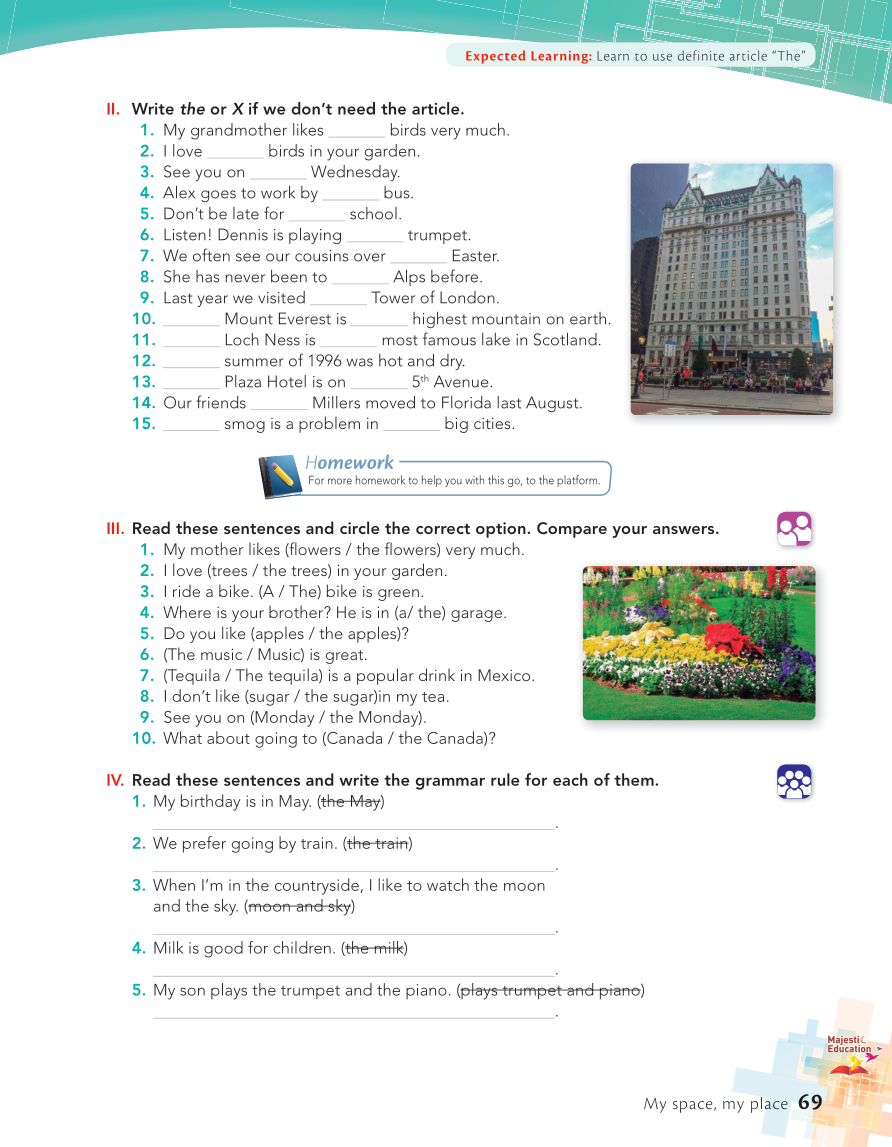 Expected Learning: Learn to use definite article “The”
II. Write the or X if we don’t need the article.
1. My grandmother likes _______ birds very much.
2. I love _______ birds in your garden.
3. See you on _______ Wednesday.
4. Alex goes to work by _______ bus.
5. Don’t be late for _______ school.
6. Listen! Dennis is playing _______ trumpet.
7. We often see our cousins over _______ Easter.
8. She has never been to _______ Alps before.
9. Last year we visited _______ Tower of London.
10. _______ Mount Everest is _______ highest mountain on earth.
11. _______ Loch Ness is _______ most famous lake in Scotland.
12. _______ summer of 1996 was hot and dry.
13. _______ Plaza Hotel is on _______ 5th Avenue.
14. Our friends _______ Millers moved to Florida last August.
15. _______ smog is a problem in _______ big cities.
Homework
For more homework to help you with this go, to the platform.
III. Read these sentences and circle the correct option. Compare your answers.
1. My mother likes (flowers / the flowers) very much.
2. I love (trees / the trees) in your garden.
3. I ride a bike. (A / The) bike is green.
4. Where is your brother? He is in (a/ the) garage.
5. Do you like (apples / the apples)?
6. (The music / Music) is great.
7. (Tequila / The tequila) is a popular drink in Mexico.
8. I don’t like (sugar / the sugar)in my tea.
9. See you on (Monday / the Monday).
10. What about going to (Canada / the Canada)?
IV. Read these sentences and write the grammar rule for each of them.
1. My birthday is in May. (the May)
_______.
2. We prefer going by train. (the train)
_______.
3. When I’m in the countryside, I like to watch the moon
and the sky. (moon and sky)
_______.
4. Milk is good for children. (the milk)
_______.
5. My son plays the trumpet and the piano. (plays trumpet and piano)
_______.
Majestic
Education
My space, my place 69